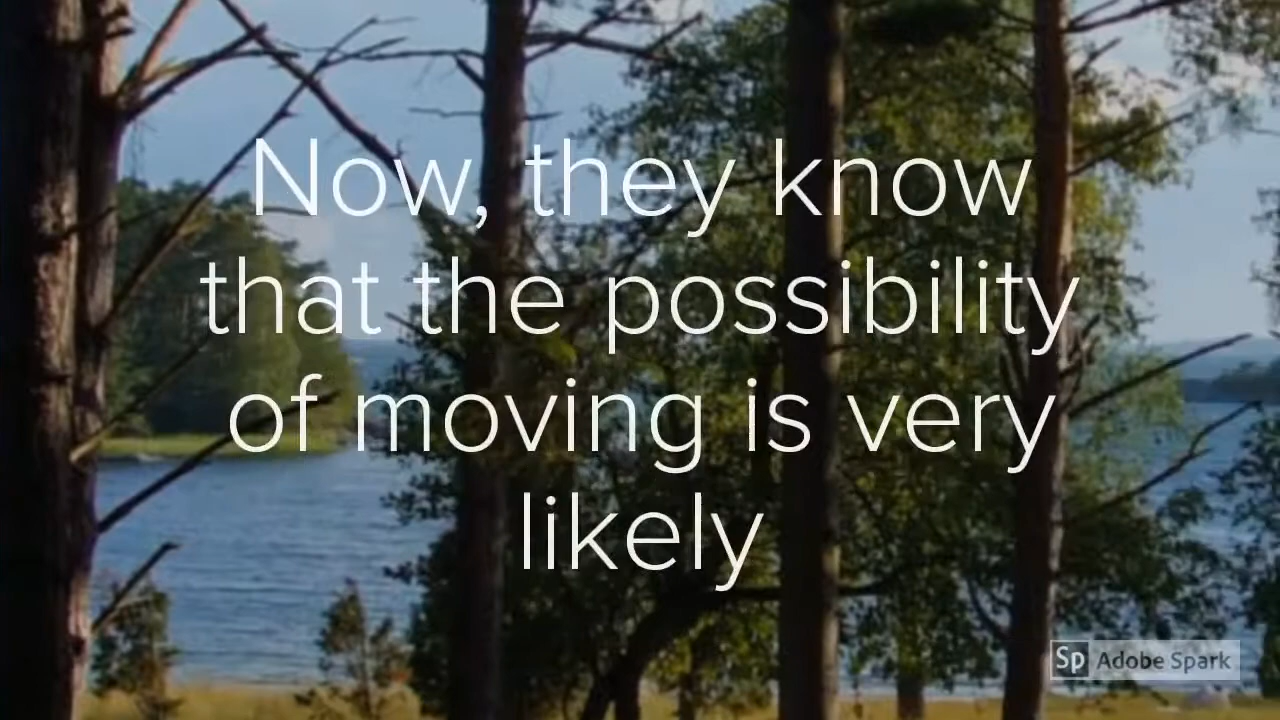 Now, they know
that the possibility
of moving is very
likely
Sp Adobe Spark